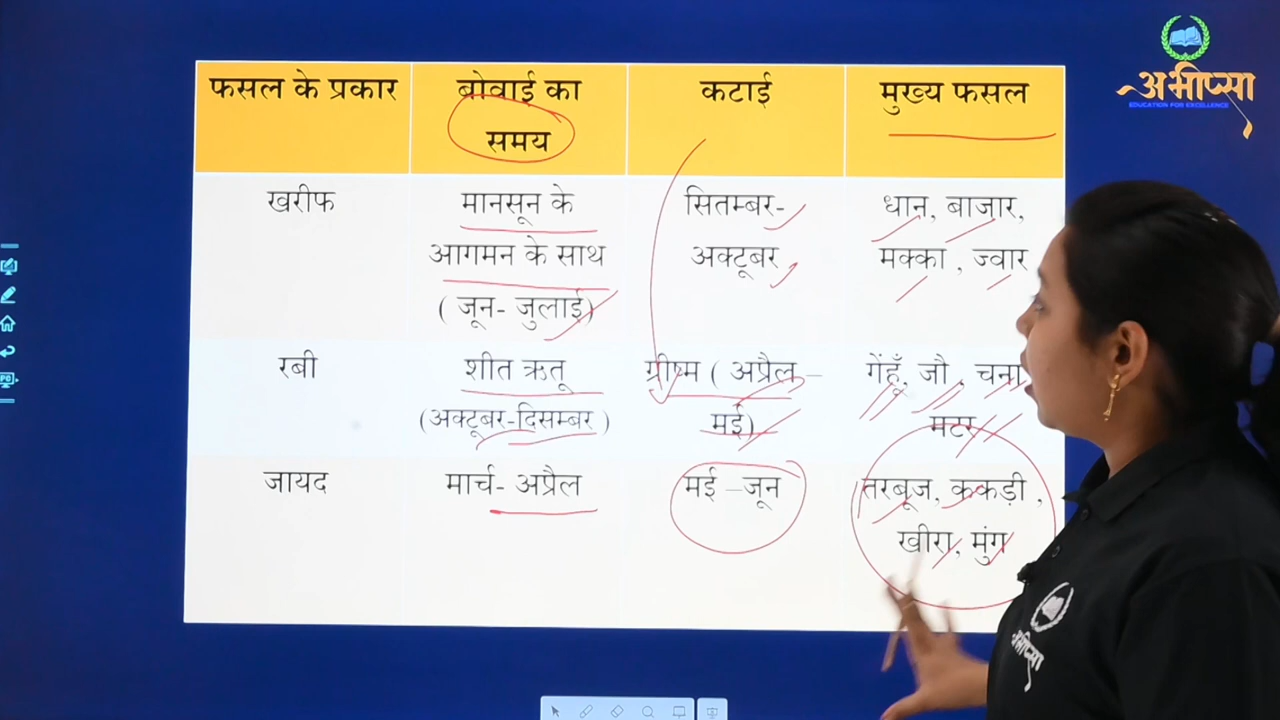 अभीप्सा
EDUCATION FOR EXCELLENCE
फसल के प्रकार
बोवाई का
समय
कटाई
मुख्य फसल
खरीफ
मानसून के
आगमन के साथ
( जून- जुलाई)
सितम्बर-
अक्टूबर
धान, बाजार,
मक्का , ज्वार
रबी
शीत ऋतू
(अक्टूबर-दिसम्बर )
ग्रीष्म ( अप्रैल –
मई)
गेंहूँ, जौ , चना,
मटर
जायद
मार्च- अप्रैल
मई –जून
तरबूज, ककड़ी ,
खीरा, मुंग
अभीप्सा